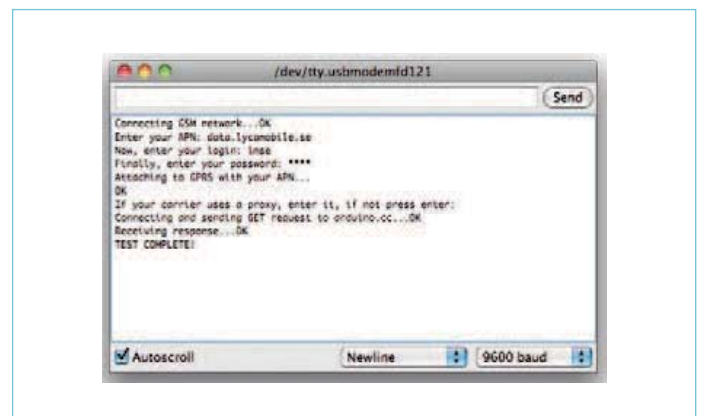 /dev/tty.usbmodemfd121
Send
Connecting GSM network...OK
Enter your APN: data.lycamobile.se
Now, enter your login: lmse
Finally, enter your password: ****
Attaching to GPRS with your APN...
OK
If your carrier uses a proxy, enter it, if not press enter:
Connecting and sending GET request to arduino.cc...OK
Receiving response...OK
TEST COMPLETE!
Autoscroll
Newline
9600 baud